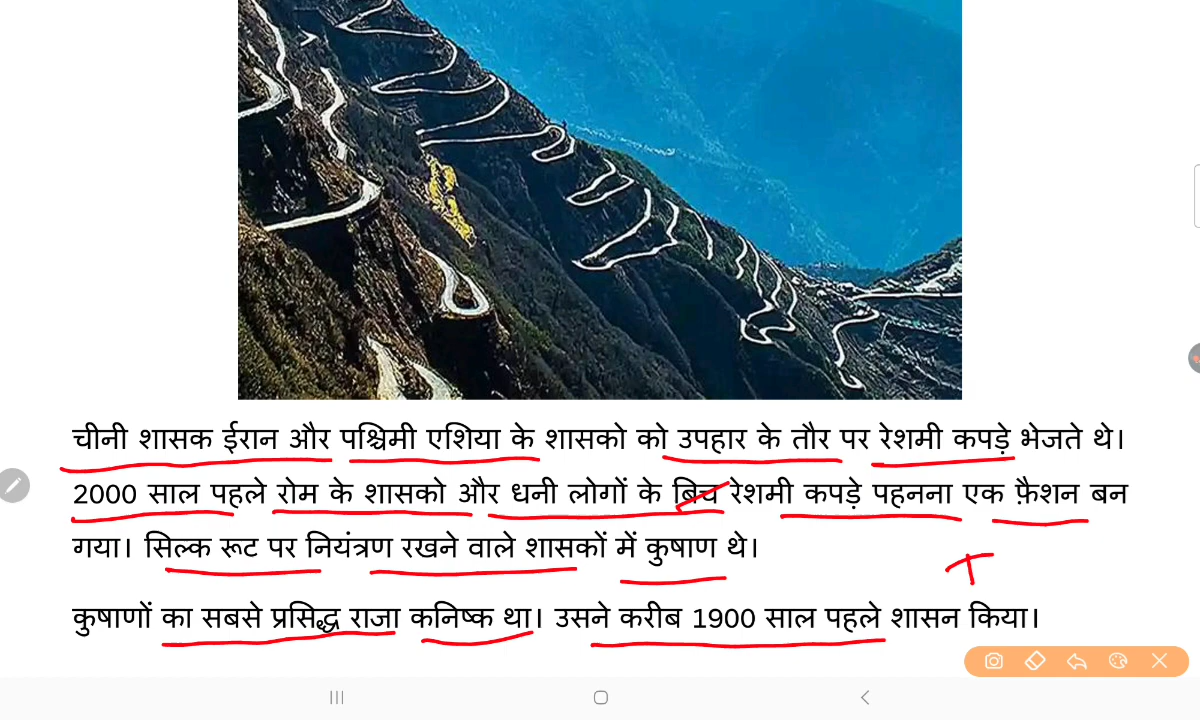 चीनी शासक ईरान और पश्चिमी एशिया के शासको को उपहार के तौर पर रेशमी कपड़े भेजते थे।
2000 साल पहले रोम के शासको और धनी लोगों के बिच रेशमी कपड़े पहनना एक फ़ैशन बन
गया। सिल्क रूट पर नियंत्रण रखने वाले शासकों में कुषाण थे।
कुषाणों का सबसे प्रसिद्ध राजा कनिष्क था। उसने करीब 1900 साल पहले शासन किया।